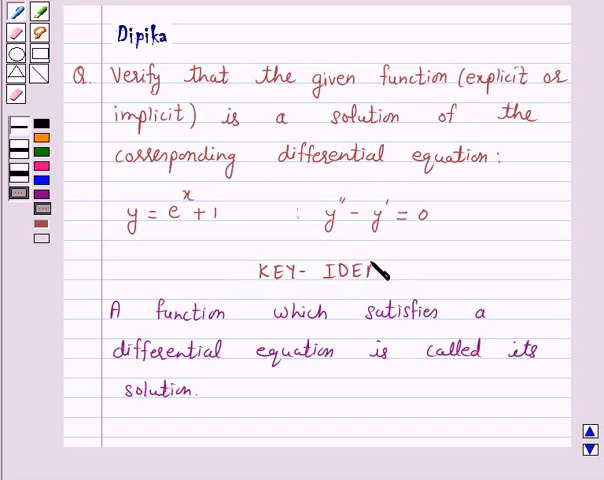 Dipika
Q. Verify that the given function (explicit or
implicit) is a solution of the
corresponding differential equation:
y = eˣ + 1 : y'' - y' = 0
KEY- IDE
A function which satisfies a
differential equation is called its
solution.